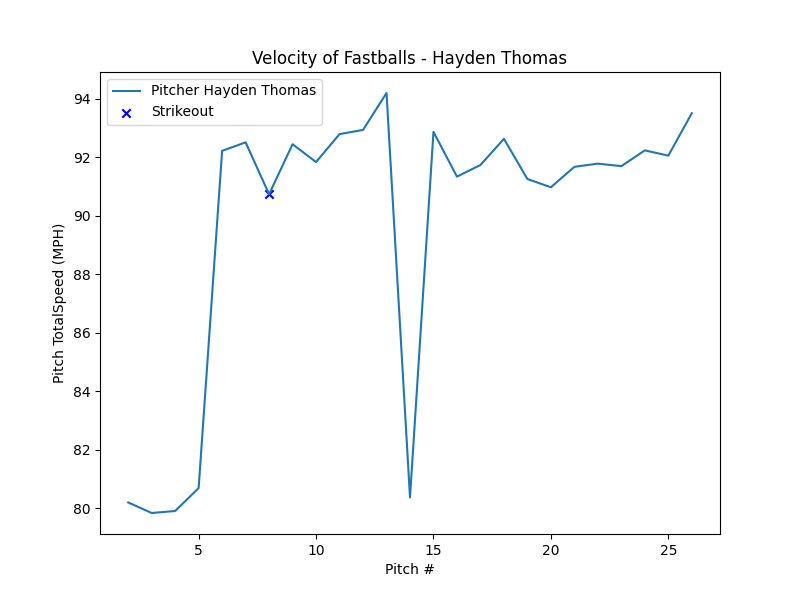 Velocity of Fastballs - Hayden Thomas
Pitcher Hayden Thomas
Strikeout
94
92
90
88
86
84
82
80
Pitch TotalSpeed (MPH)
5 10 15 20 25
Pitch #